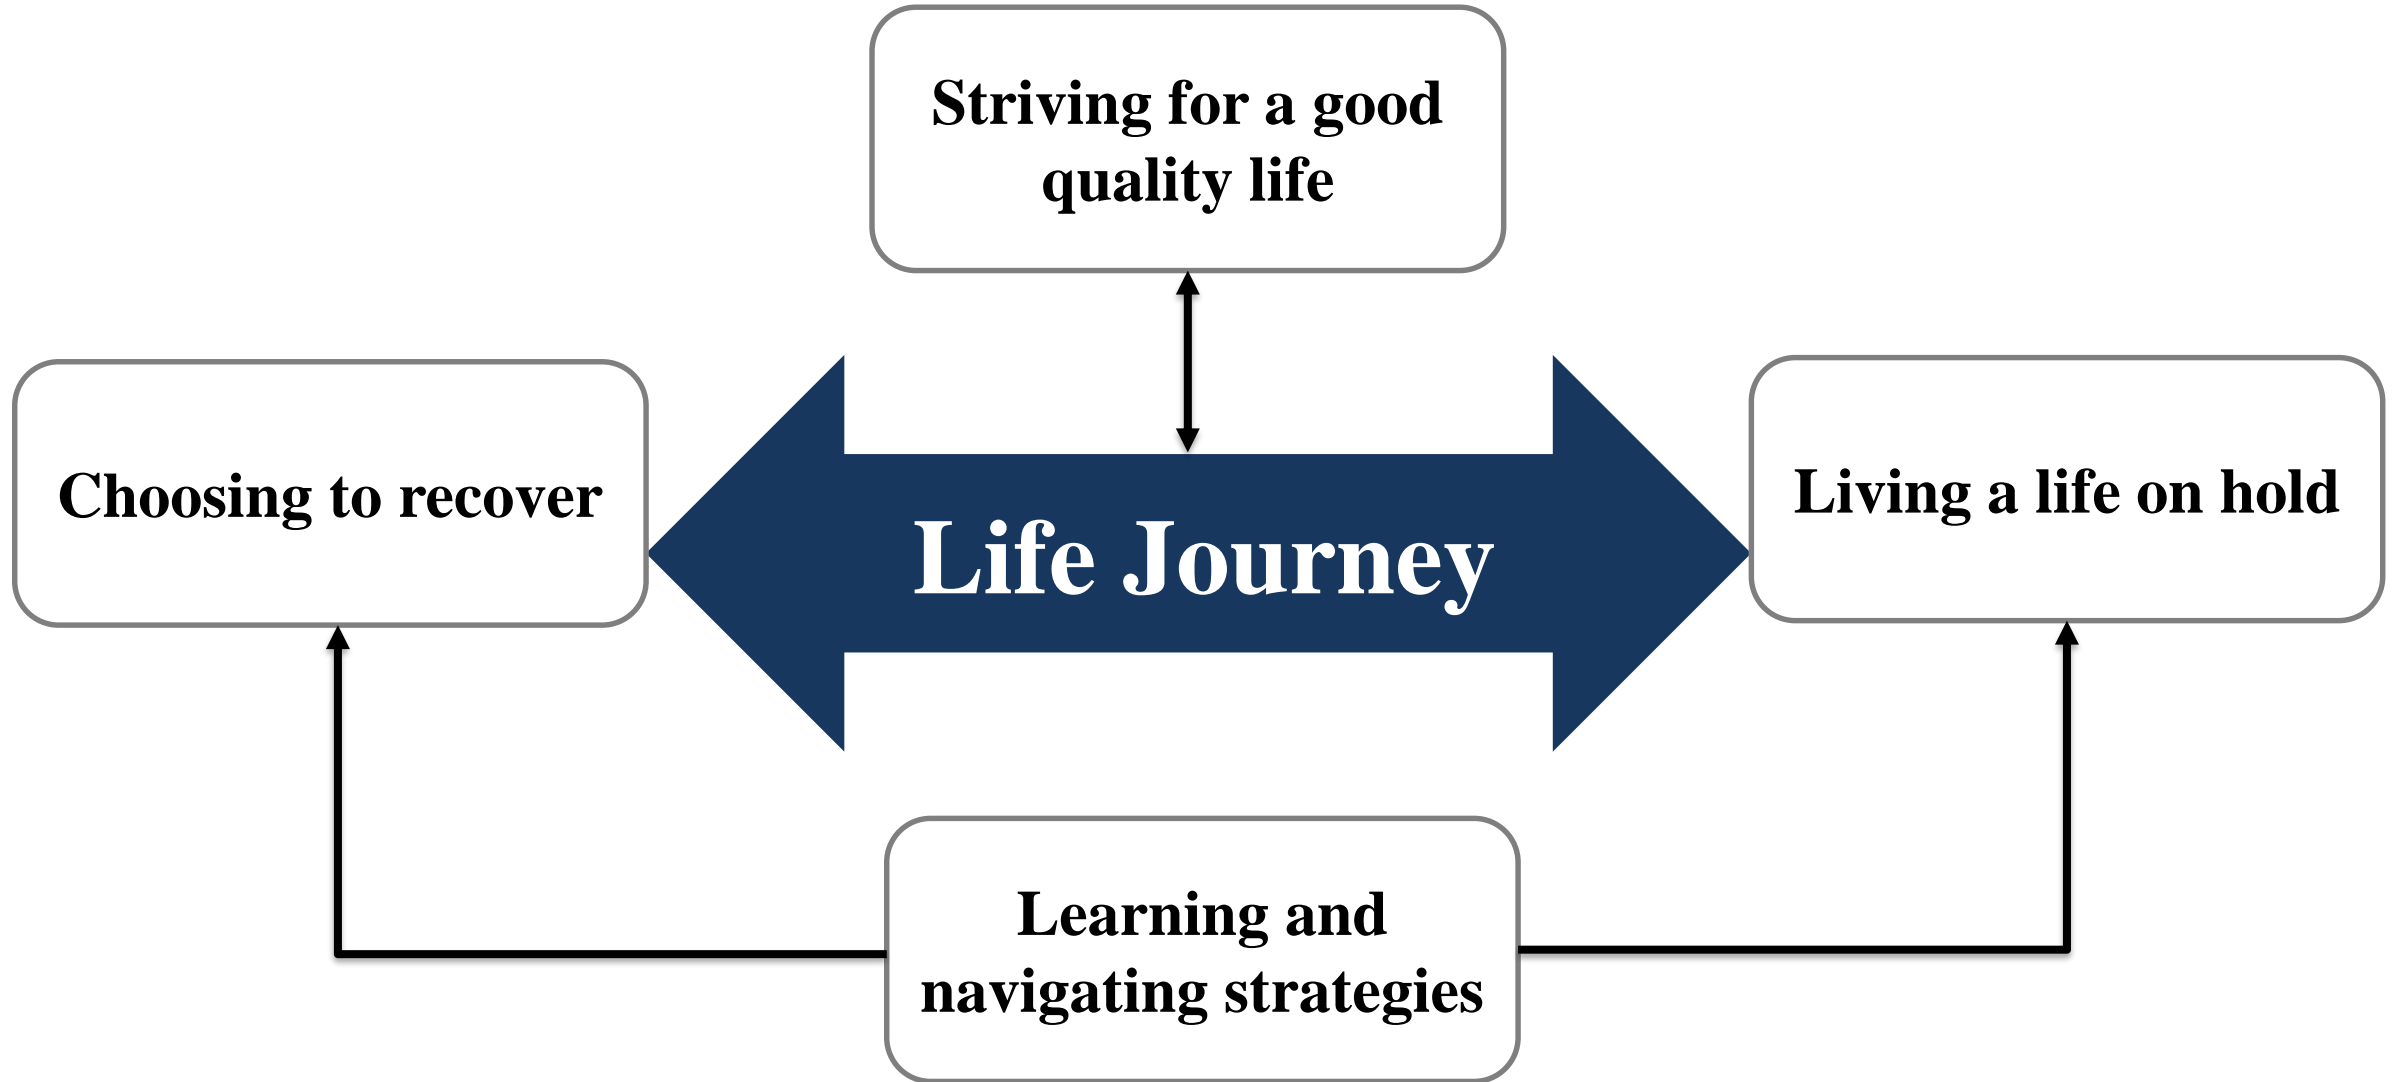 Striving for a good
quality life
Choosing to recover
Life Journey
Living a life on hold
Learning and
navigating strategies